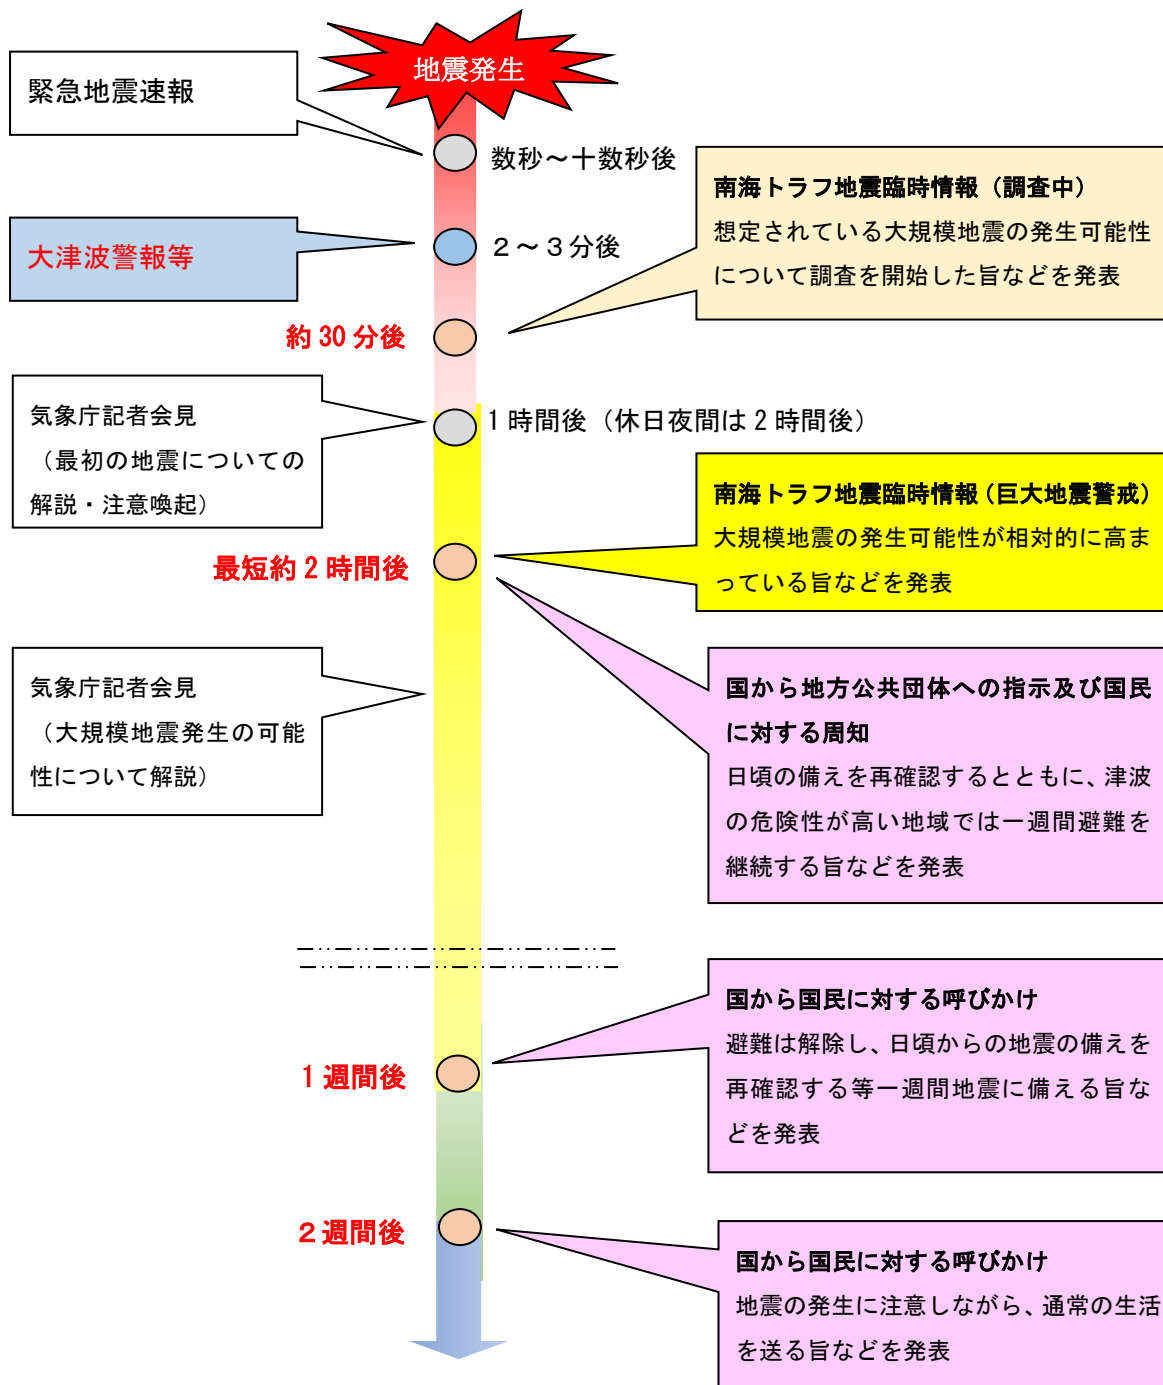 地震発生
緊急地震速報
数秒～十数秒後
大津波警報等
２～３分後
南海トラフ地震臨時情報（調査中）
想定されている大規模地震の発生可能性
について調査を開始した旨などを発表
約30分後
気象庁記者会見
（最初の地震についての
解説・注意喚起）
1時間後（休日夜間は2時間後）
南海トラフ地震臨時情報（巨大地震警戒）
大規模地震の発生可能性が相対的に高ま
っている旨などを発表
最短約2時間後
国から地方公共団体への指示及び国民
に対する周知
日頃の備えを再確認するとともに、津波
の危険性が高い地域では一週間避難を
継続する旨などを発表
気象庁記者会見
（大規模地震発生の可能
性について解説）
国から国民に対する呼びかけ
避難は解除し、日頃からの地震の備えを
再確認する等一週間地震に備える旨な
どを発表
1週間後
２週間後
国から国民に対する呼びかけ
地震の発生に注意しながら、通常の生活
を送る旨などを発表